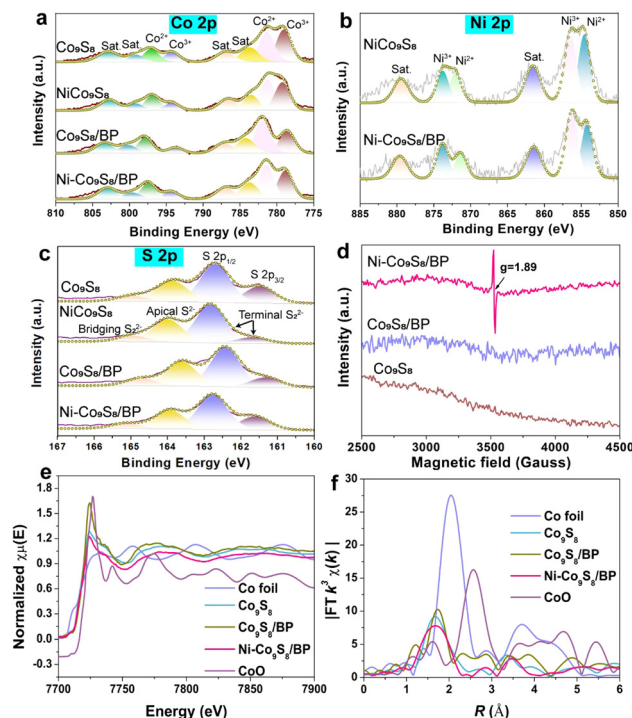 a
Co 2p
Co₉S₈
Sat.
Sat.
Co²⁺
Co³⁺
Sat.
Sat.
Co²⁺
Co³⁺
NiCo₉S₈
Co₉S₈/BP
Ni-Co₉S₈/BP
Intensity (a.u.)
810 805 800 795 790 785 780 775
Binding Energy (eV)
b
Ni 2p
NiCo₉S₈
Sat.
Ni³⁺
Ni²⁺
Sat.
Ni³⁺
Ni²⁺
Ni-Co₉S₈/BP
Intensity (a.u.)
885 880 875 870 865 860 855 850
Binding Energy (eV)
c
S 2p
Co₉S₈
S 2p₁/₂
S 2p₃/₂
NiCo₉S₈
Bridging S₂²⁻
Apical S²⁻
Terminal S₂²⁻
Co₉S₈/BP
Ni-Co₉S₈/BP
Intensity (a.u.)
167 166 165 164 163 162 161 160
Binding Energy (eV)
d
Ni-Co₉S₈/BP
g=1.89
Co₉S₈/BP
Co₉S₈
Intensity (a.u.)
2500 3000 3500 4000 4500
Magnetic field (Gauss)
e
1.8
1.5
1.2
0.9
0.6
0.3
0.0
-0.3
Normalized χμ(E)
Co foil
Co₉S₈
Co₉S₈/BP
Ni-Co₉S₈/BP
CoO
7700 7750 7800 7850 7900
Energy (eV)
f
30
25
20
15
10
5
0
|FT k³ χ(k) |
Co foil
Co₉S₈
Co₉S₈/BP
Ni-Co₉S₈/BP
CoO
0 1 2 3 4 5 6
R (Å)